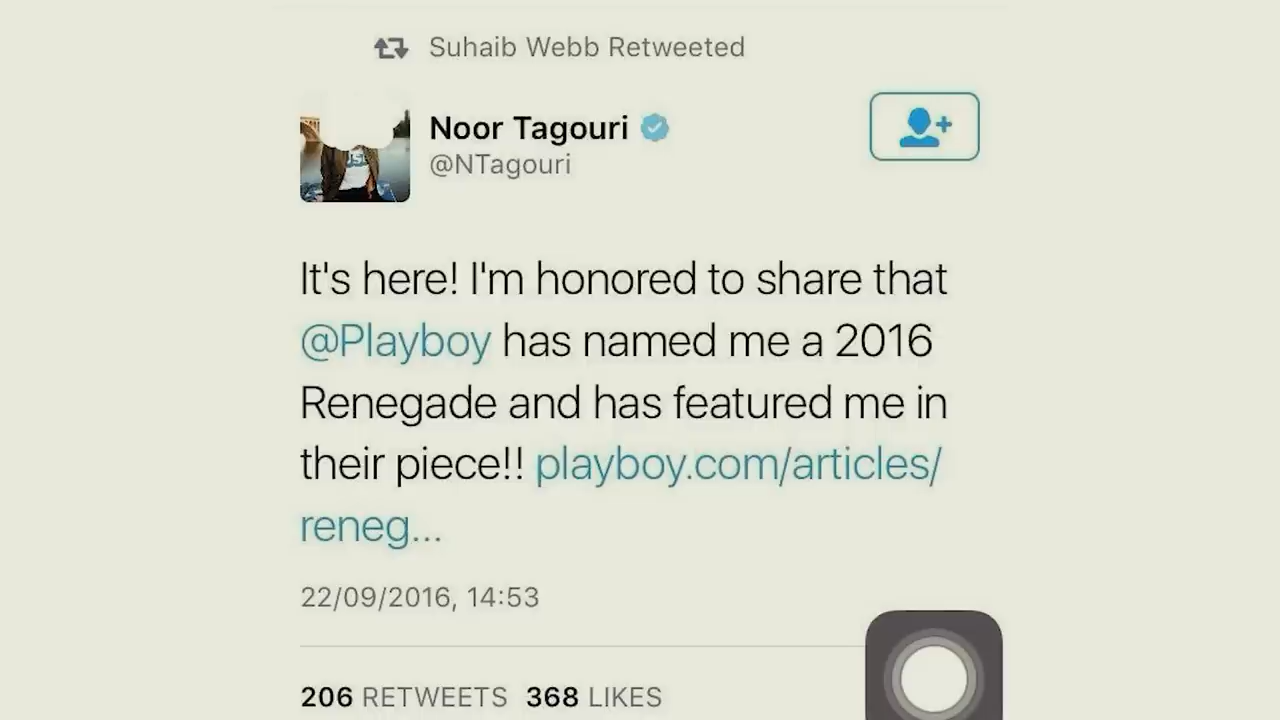 Suhaib Webb Retweeted
Noor Tagouri
@NTagouri
It's here! I'm honored to share that
@Playboy has named me a 2016
Renegade and has featured me in
their piece!! playboy.com/articles/
reneg...
22/09/2016, 14:53
206 RETWEETS 368 LIKES